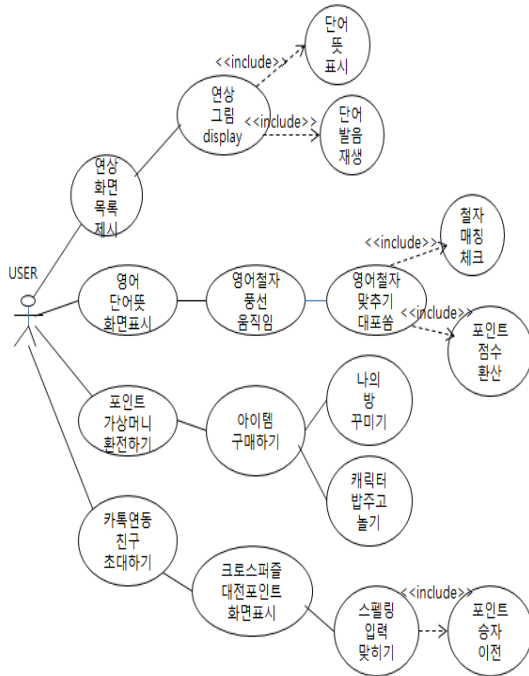 단어
뜻
표시
<<include>>
연상
그림
display
<<include>>
단어
발음
재생
연상
화면
목록
제시
철자
매칭
체크
<<include>>
USER
영어
단어뜻
화면표시
영어철자
풍선
움직임
영어철자
맞추기
대포쏨
<<include>>
포인트
점수
환산
포인트
가상머니
환전하기
아이템
구매하기
나의
방
꾸미기
캐릭터
밥주고
놀기
카톡연동
친구
초대하기
크로스퍼즐
대전포인트
화면표시
스펠링
입력
맞히기
<<include>>
포인트
승자
이전